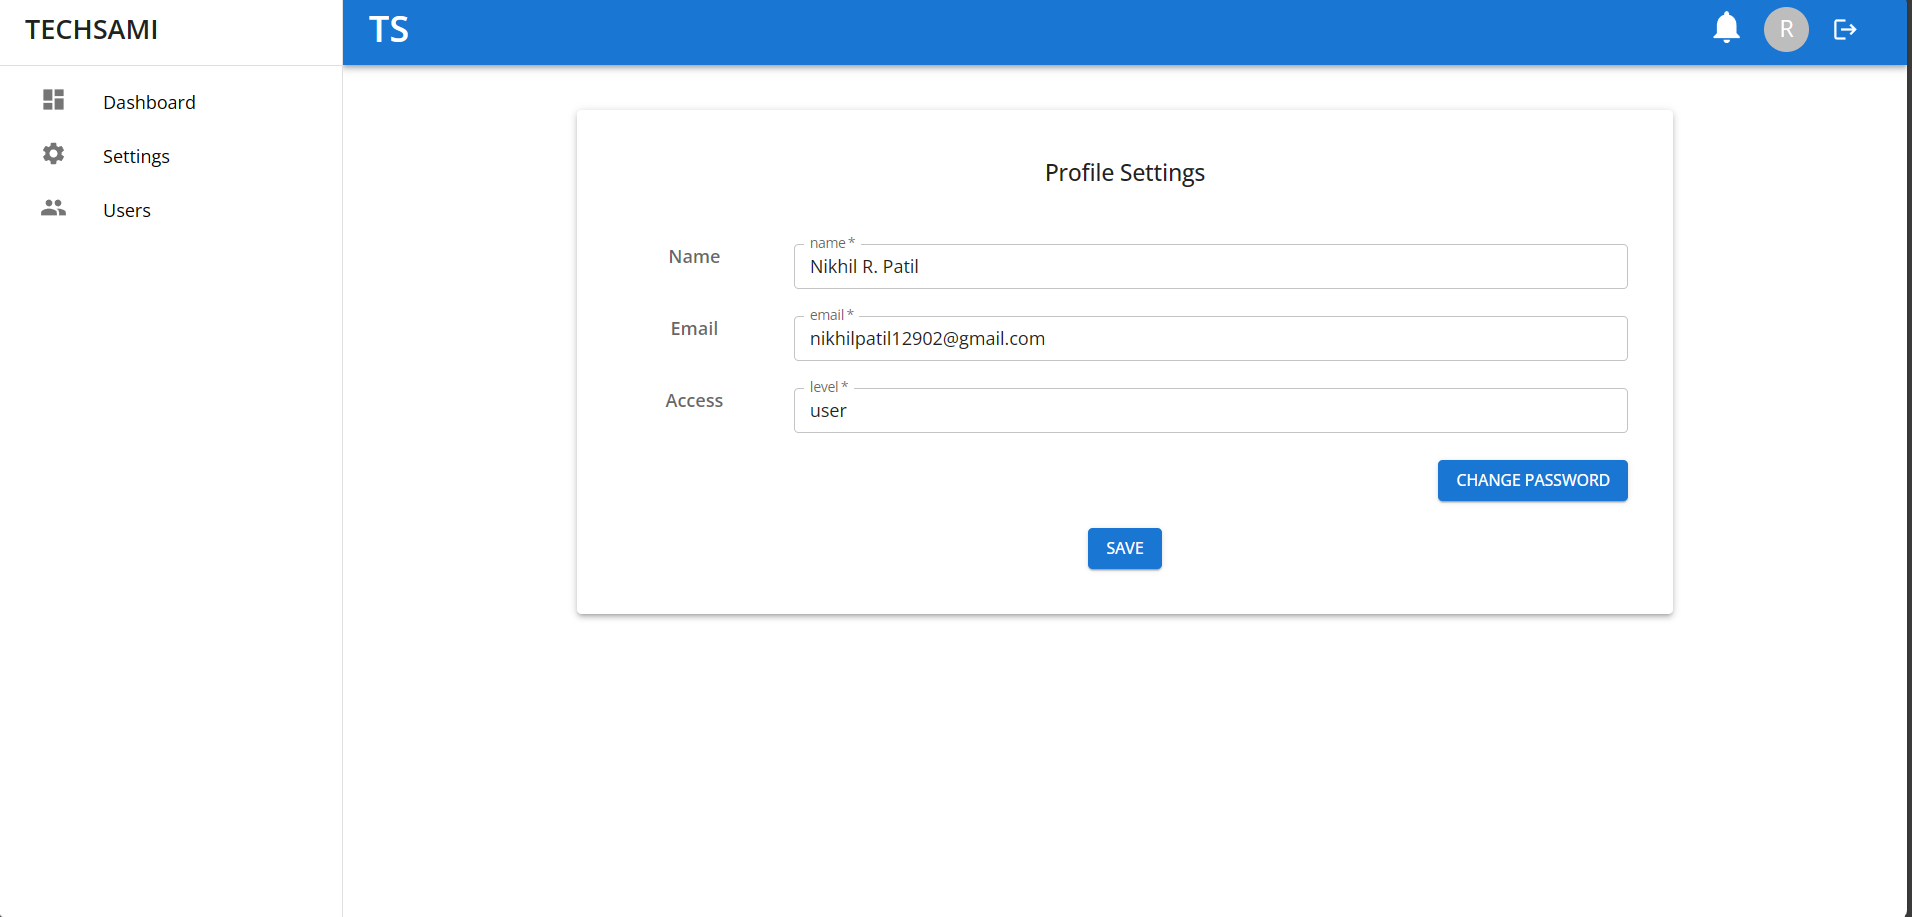 TECHSAMI
TS
R
Dashboard
Settings
Users
Profile Settings
Name
name *
Nikhil R. Patil
Email
email *
nikhilpatil12902@gmail.com
Access
level *
user
CHANGE PASSWORD
SAVE